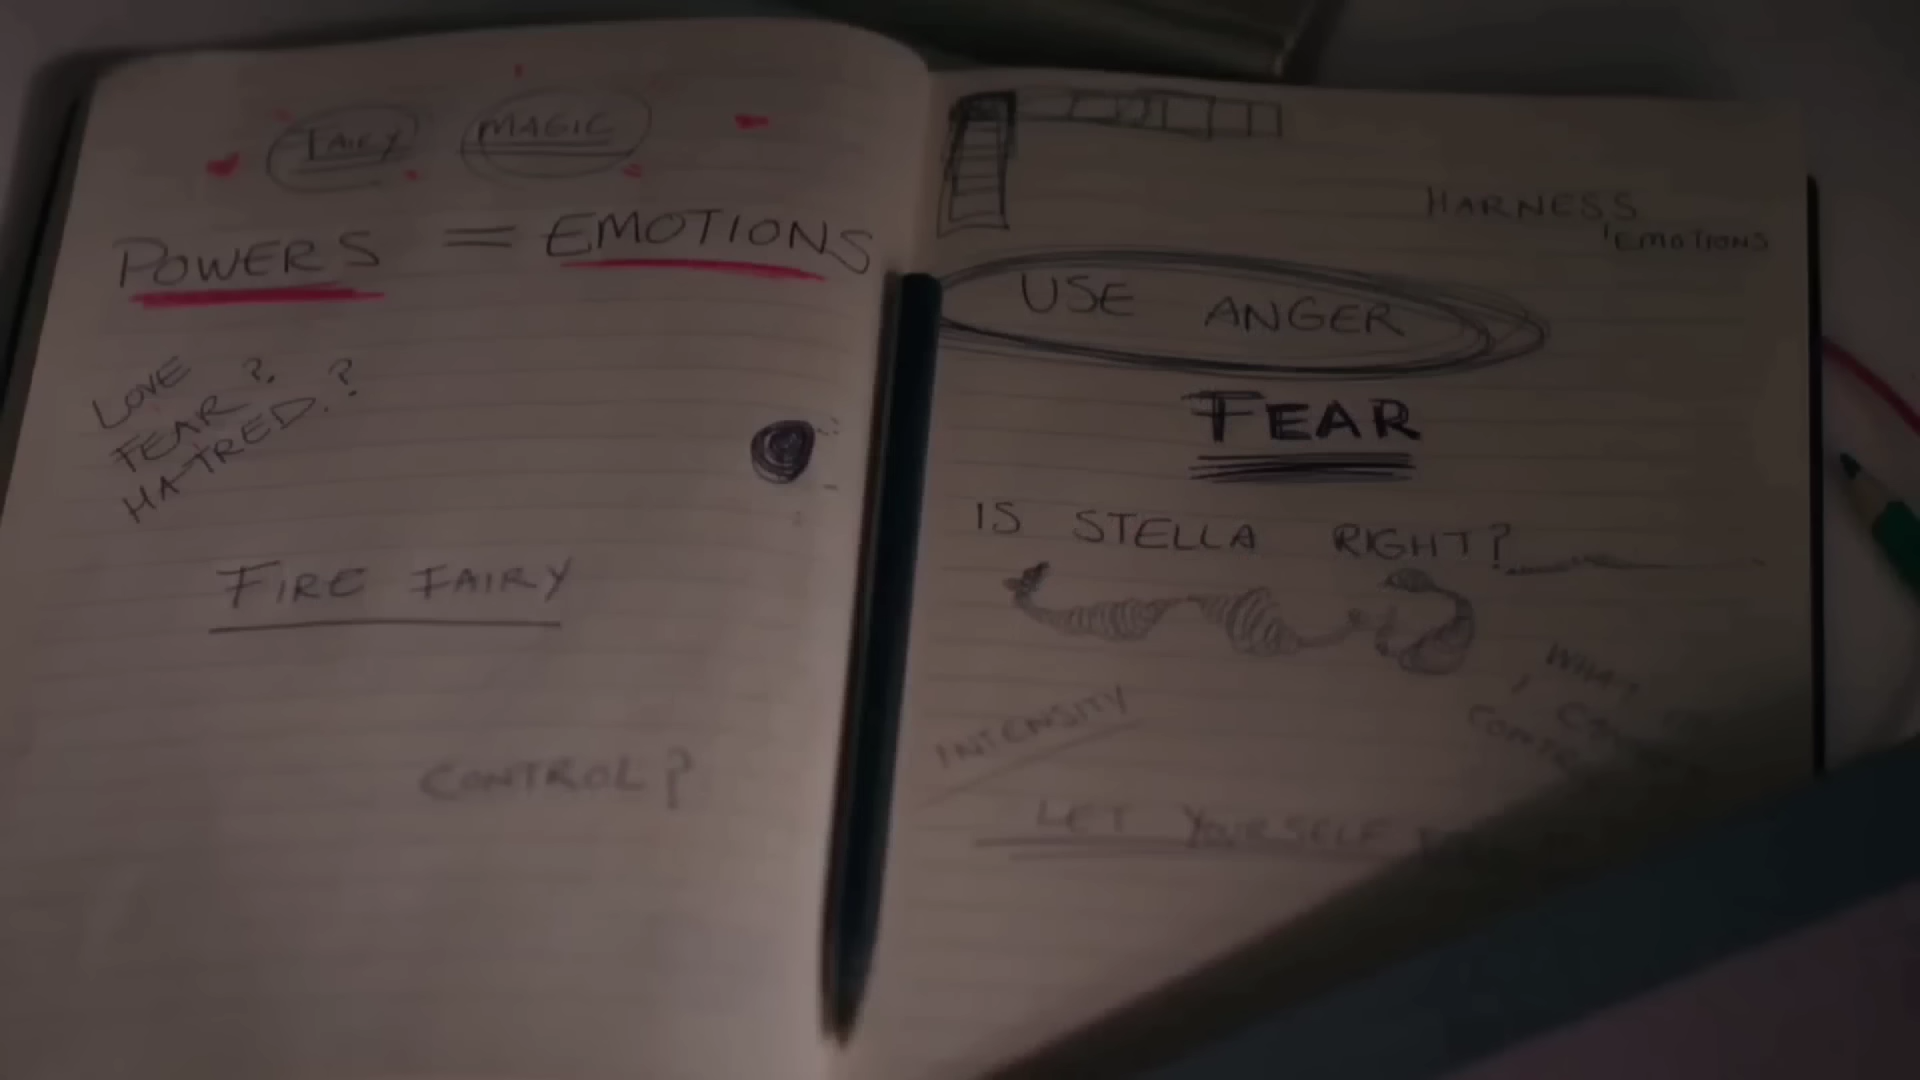 FAIRY MAGIC
POWERS = EMOTIONS
LOVE
FEAR ?
HATRED. ?
FIRE FAIRY
CONTROL?
HARNESS
EMOTIONS
USE ANGER
FEAR
IS STELLA RIGHT?
INTENSITY
WHAT
LET YOURSELF